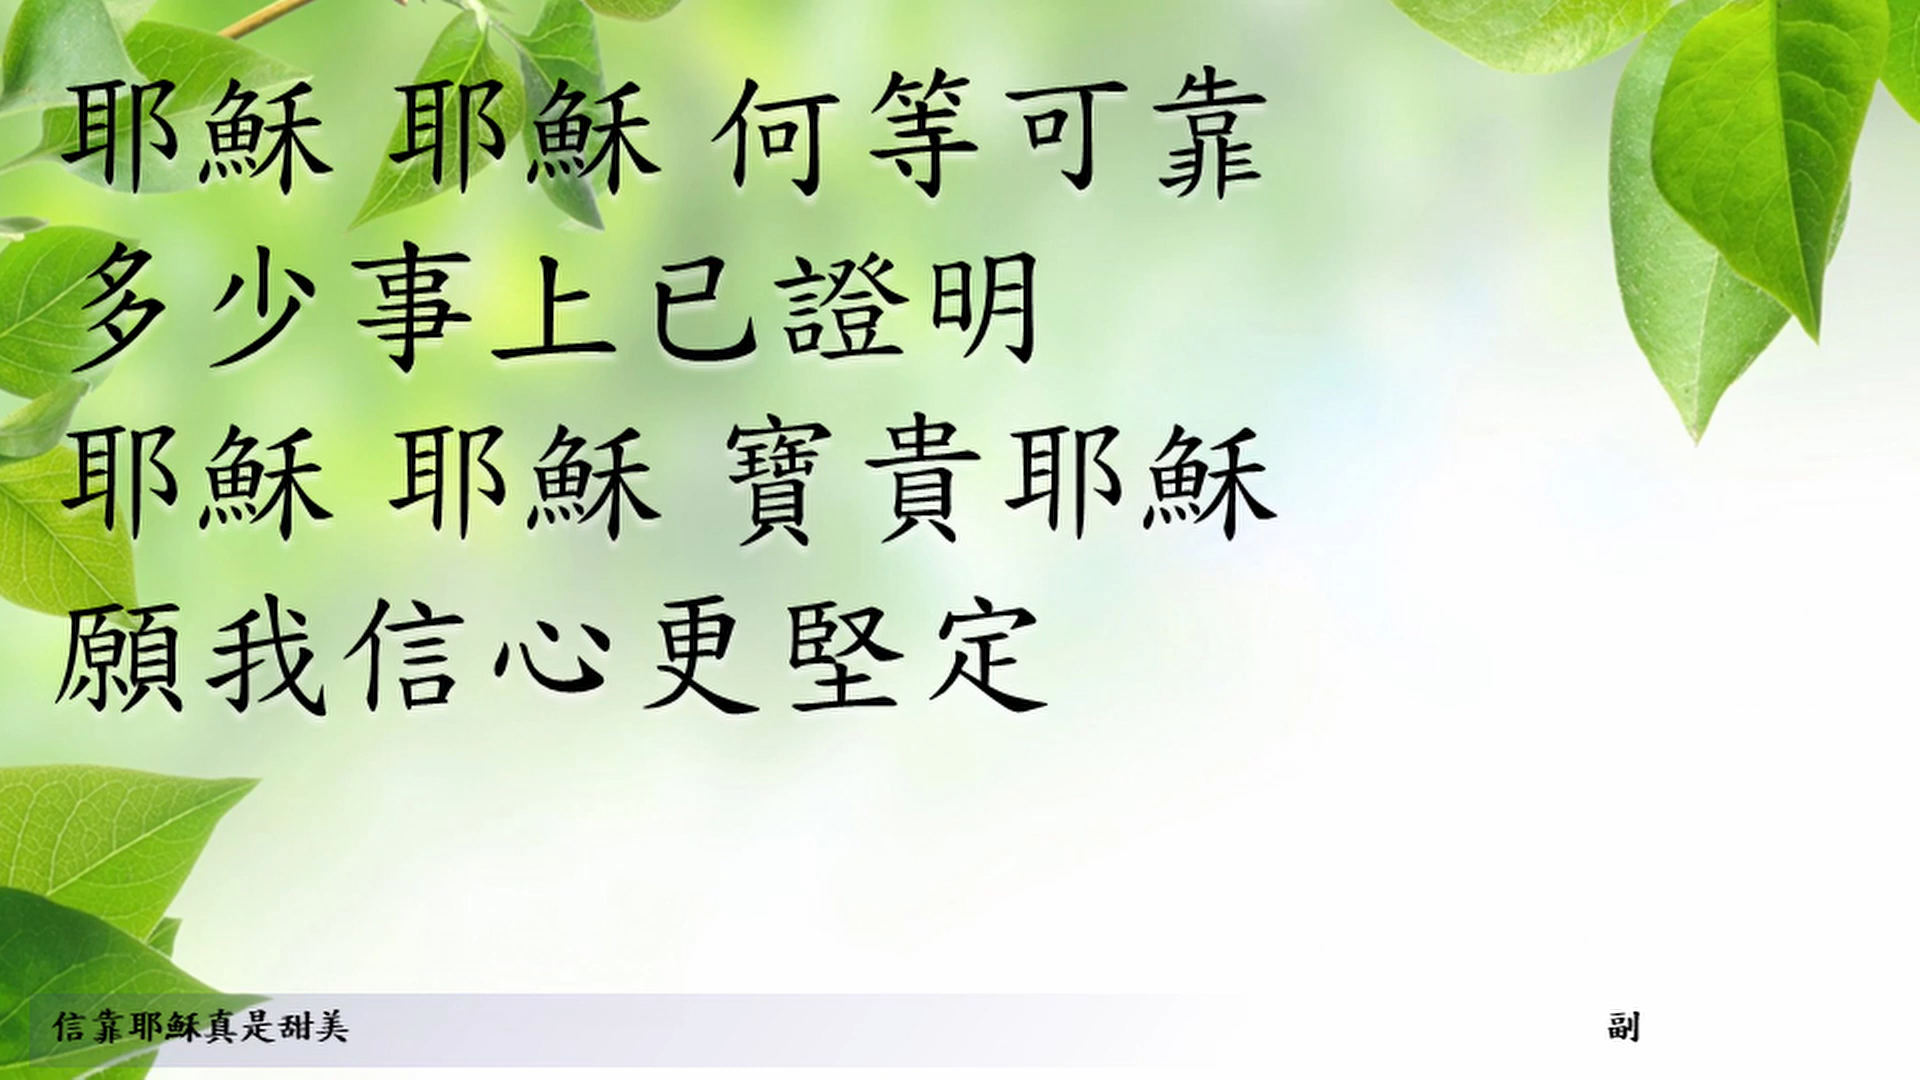 耶穌 耶穌 何等可靠
多少事上已證明
耶穌 耶穌 寶貴耶穌
願我信心更堅定
信靠耶穌真是甜美
副